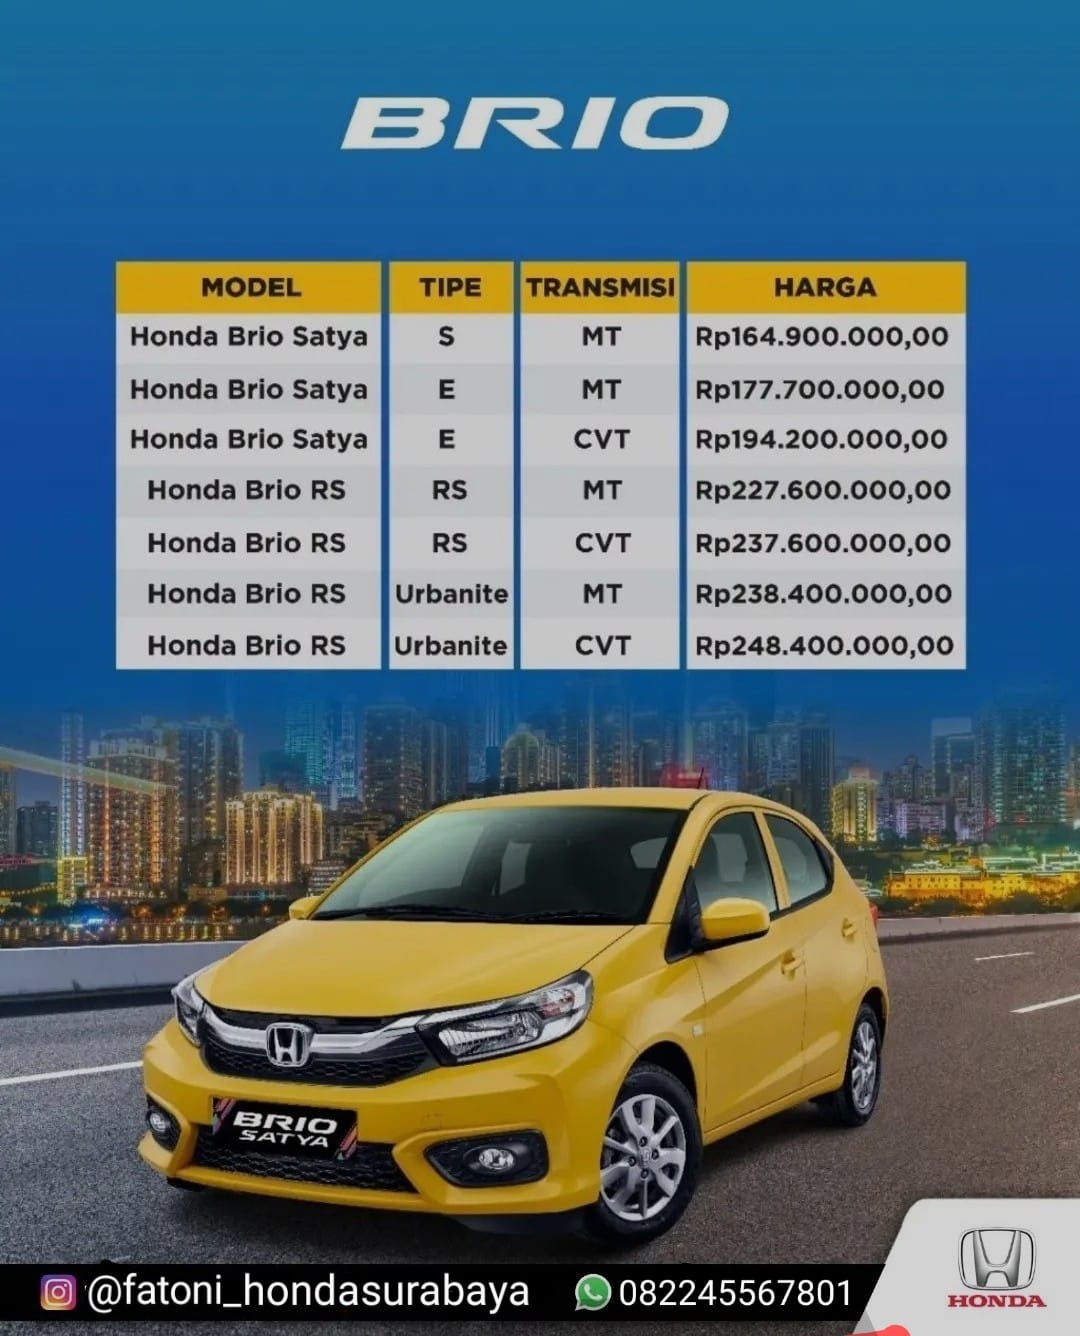 BRIO
MODEL TIPE TRANSMISI HARGA
Honda Brio Satya S MT Rp164.900.000,00
Honda Brio Satya E MT Rp177.700.000,00
Honda Brio Satya E CVT Rp194.200.000,00
Honda Brio RS RS MT Rp227.600.000,00
Honda Brio RS RS CVT Rp237.600.000,00
Honda Brio RS Urbanite MT Rp238.400.000,00
Honda Brio RS Urbanite CVT Rp248.400.000,00
BRIO
SATYA
@fatoni_hondasurabaya 082245567801
HONDA